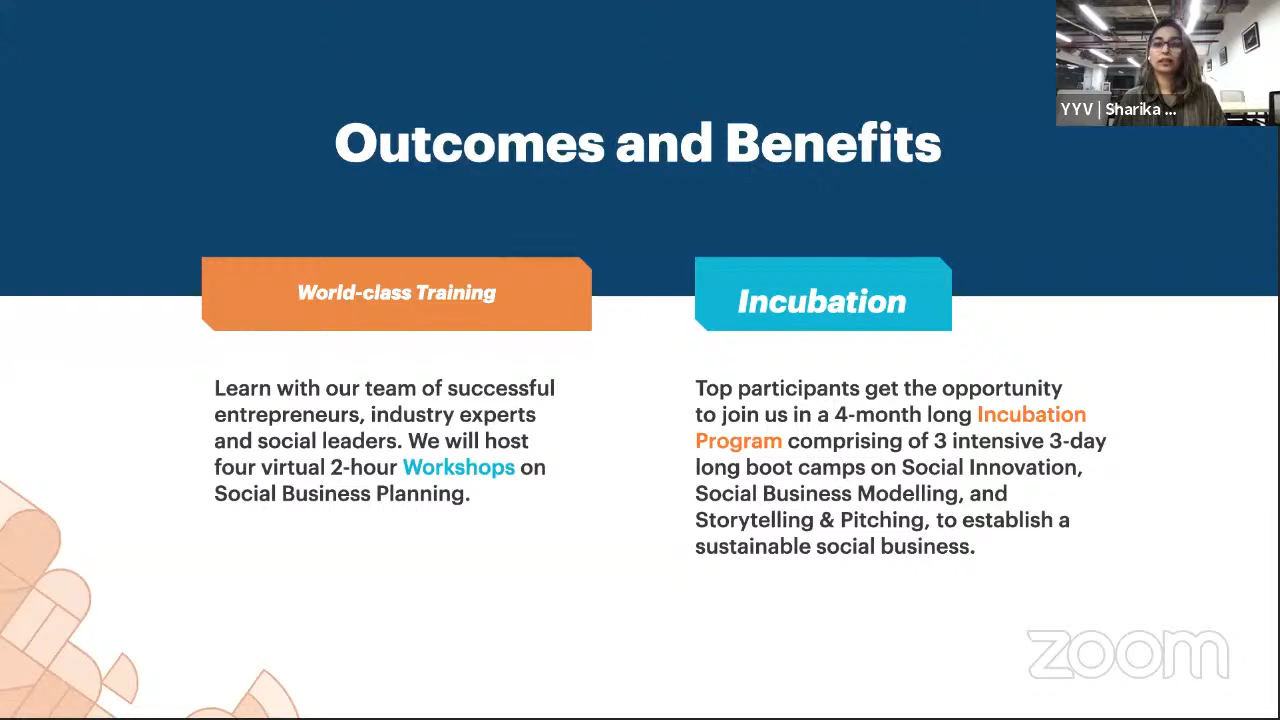 YYV | Sharika ...
Outcomes and Benefits
World-class Training
Learn with our team of successful
entrepreneurs, industry experts
and social leaders. We will host
four virtual 2-hour Workshops on
Social Business Planning.
Incubation
Top participants get the opportunity
to join us in a 4-month long Incubation
Program comprising of 3 intensive 3-day
long boot camps on Social Innovation,
Social Business Modelling, and
Storytelling & Pitching, to establish a
sustainable social business.
zoom